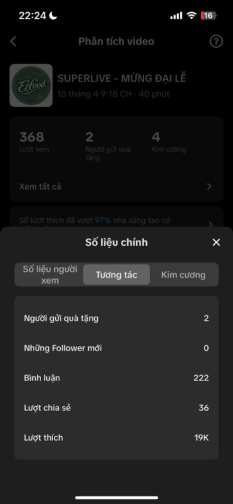 22:24
16
Phân tích video
SUPERLIVE - MỪNG ĐẠI LỄ
10 tháng 4 9:18 CH · 40 phút
368
2
4
Lượt xem
Người gửi quà tặng
Kim cương
Xem tất cả
Số lượt thích đã vượt 97% nhà sáng tạo có
Số liệu chính
Số liệu người xem
Tương tác
Kim cương
Người gửi quà tặng
2
Những Follower mới
0
Bình luận
222
Lượt chia sẻ
36
Lượt thích
19K